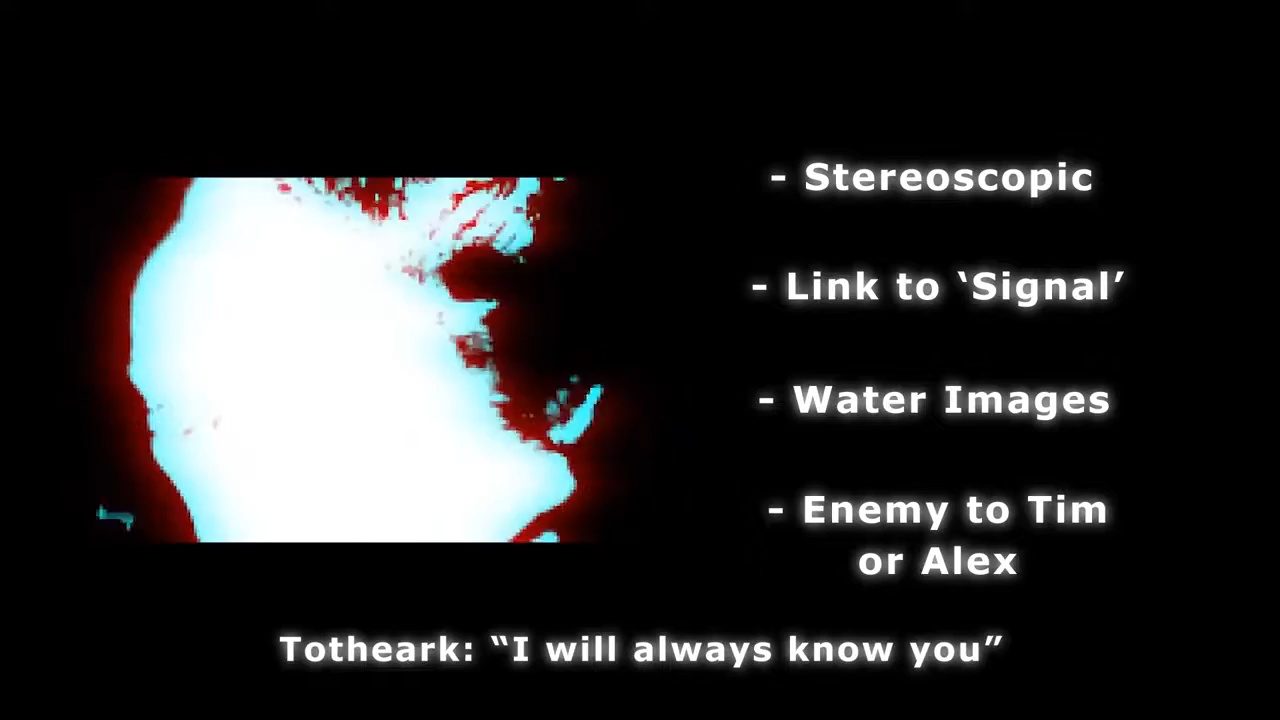 - Stereoscopic
- Link to ‘Signal’
- Water Images
- Enemy to Tim
or Alex
Totheark: “I will always know you”